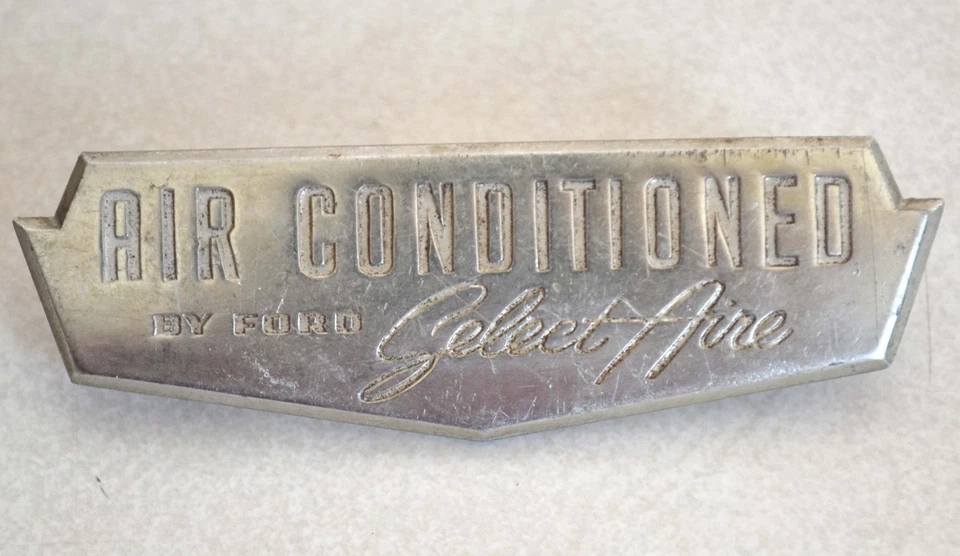 AIR CONDITIONED
BY FORD Select Aire